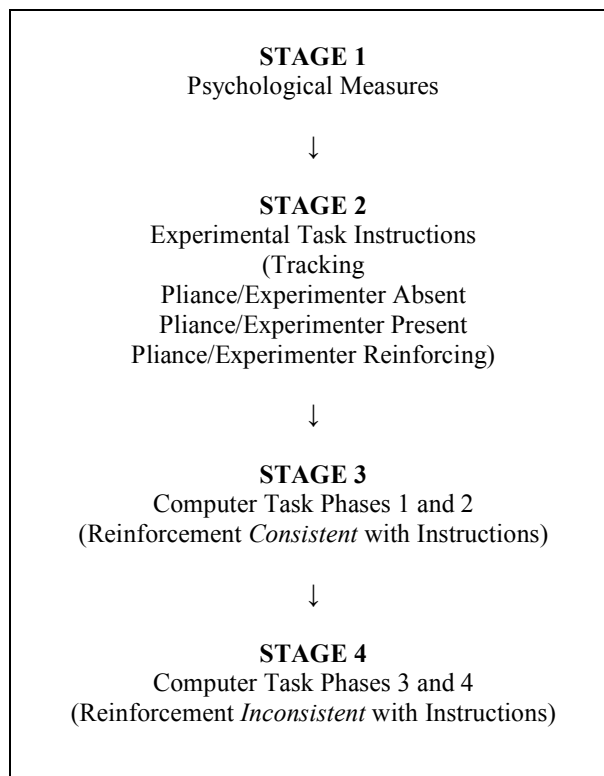 STAGE 1
Psychological Measures
↓
STAGE 2
Experimental Task Instructions
(Tracking
Pliance/Experimenter Absent
Pliance/Experimenter Present
Pliance/Experimenter Reinforcing)
↓
STAGE 3
Computer Task Phases 1 and 2
(Reinforcement Consistent with Instructions)
↓
STAGE 4
Computer Task Phases 3 and 4
(Reinforcement Inconsistent with Instructions)